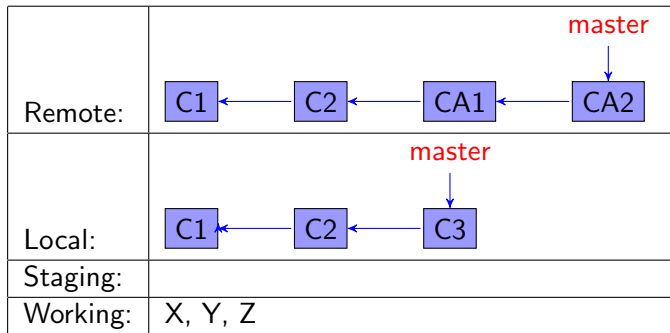 master
Remote: C1 C2 CA1 CA2
master
Local: C1 C2 C3
Staging:
Working: X, Y, Z